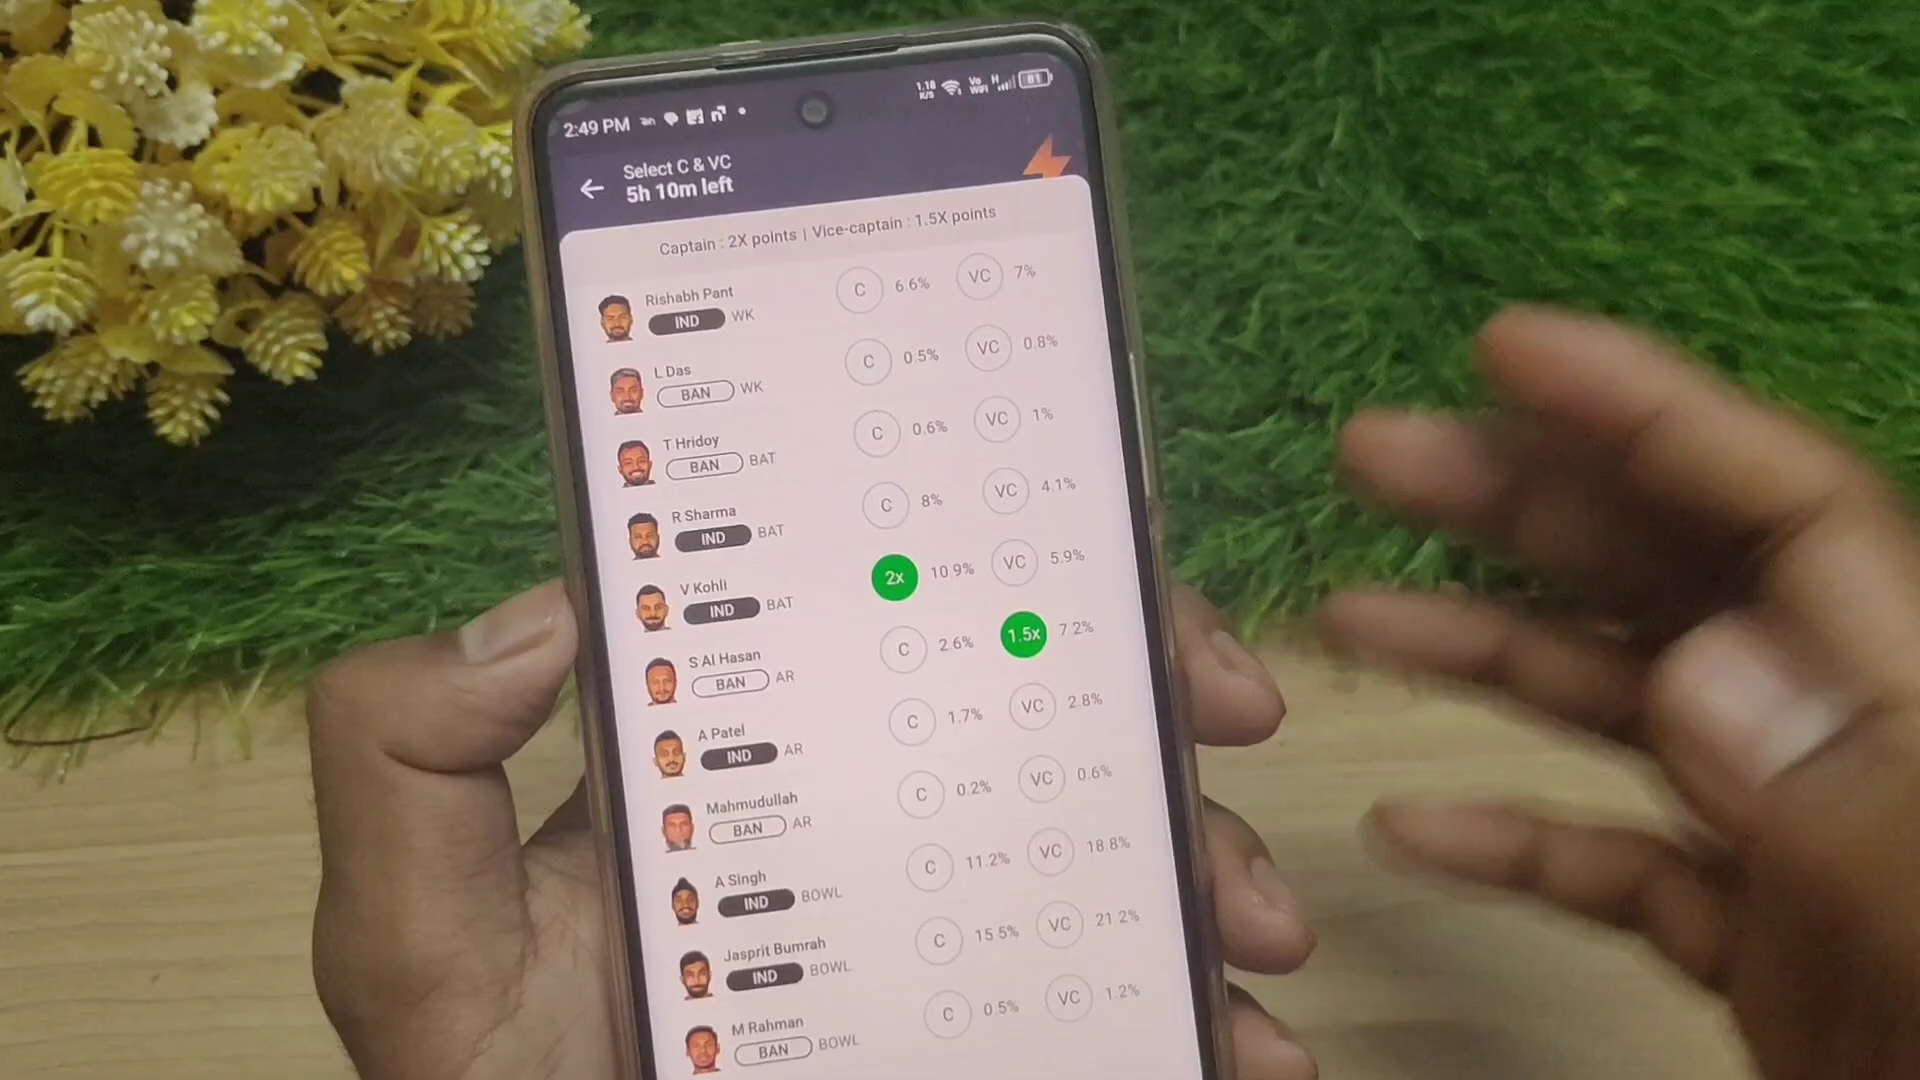 2:49 PM
1.18 K/S Vo WiFi H 81
Select C & VC
5h 10m left
Captain : 2X points | Vice-captain : 1.5X points
Rishabh Pant C 6.6% VC 7%
IND WK
L Das C 0.5% VC 0.8%
BAN WK
T Hridoy C 0.6% VC 1%
BAN BAT
R Sharma C 8% VC 4.1%
IND BAT
V Kohli 2x 10.9% VC 5.9%
IND BAT
S Al Hasan C 2.6% 1.5x 7.2%
BAN AR
A Patel C 1.7% VC 2.8%
IND AR
Mahmudullah C 0.2% VC 0.6%
BAN AR
A Singh C 11.2% VC 18.8%
IND BOWL
Jasprit Bumrah C 15.5% VC 21.2%
IND BOWL
M Rahman C 0.5% VC 1.2%
BAN BOWL